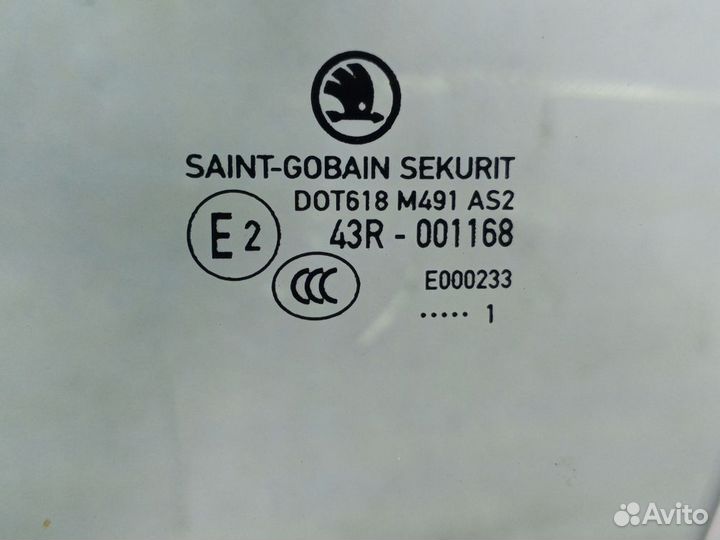 SAINT-GOBAIN SEKURIT
DOT618 M491 AS2
E2 43R - 001168
CCC E000233
..... 1
Avito